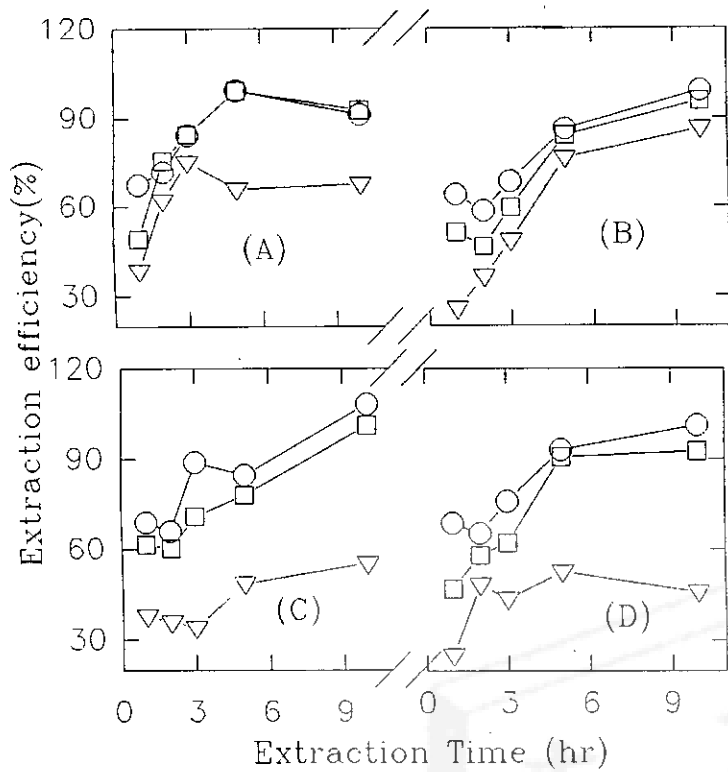 120
90
60
30
(A)
(B)
120
90
60
30
(C)
(D)
0 3 6 9 0 3 6 9
Extraction efficiency(%)
Extraction Time (hr)